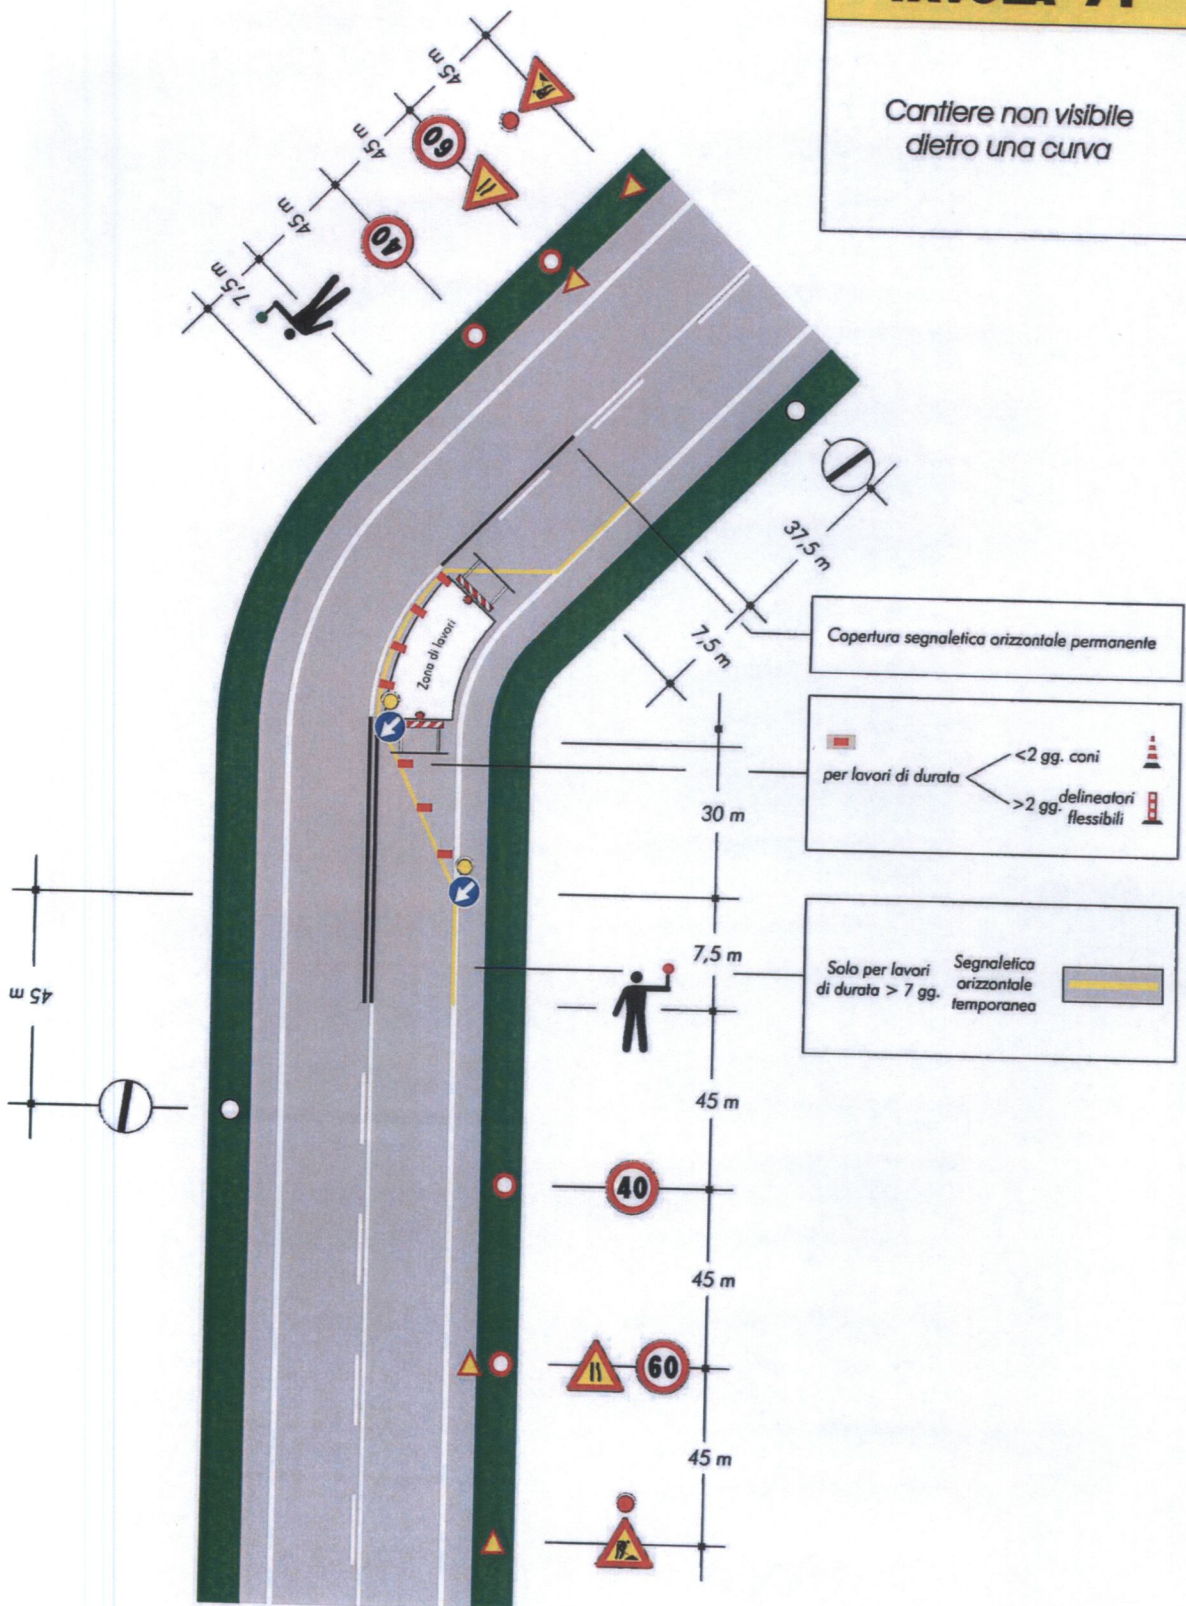 Cantiere non visibile
dietro una curva
45 m
45 m
60
45 m
40
7,5 m
37,5 m
7,5 m
Copertura segnaletica orizzontale permanente
Zona di lavori
per lavori di durata
<2 gg. coni
>2 gg. delineatori
flessibili
30 m
7,5 m
Solo per lavori
di durata > 7 gg.
Segnaletica
orizzontale
temporanea
45 m
45 m
40
45 m
60
45 m